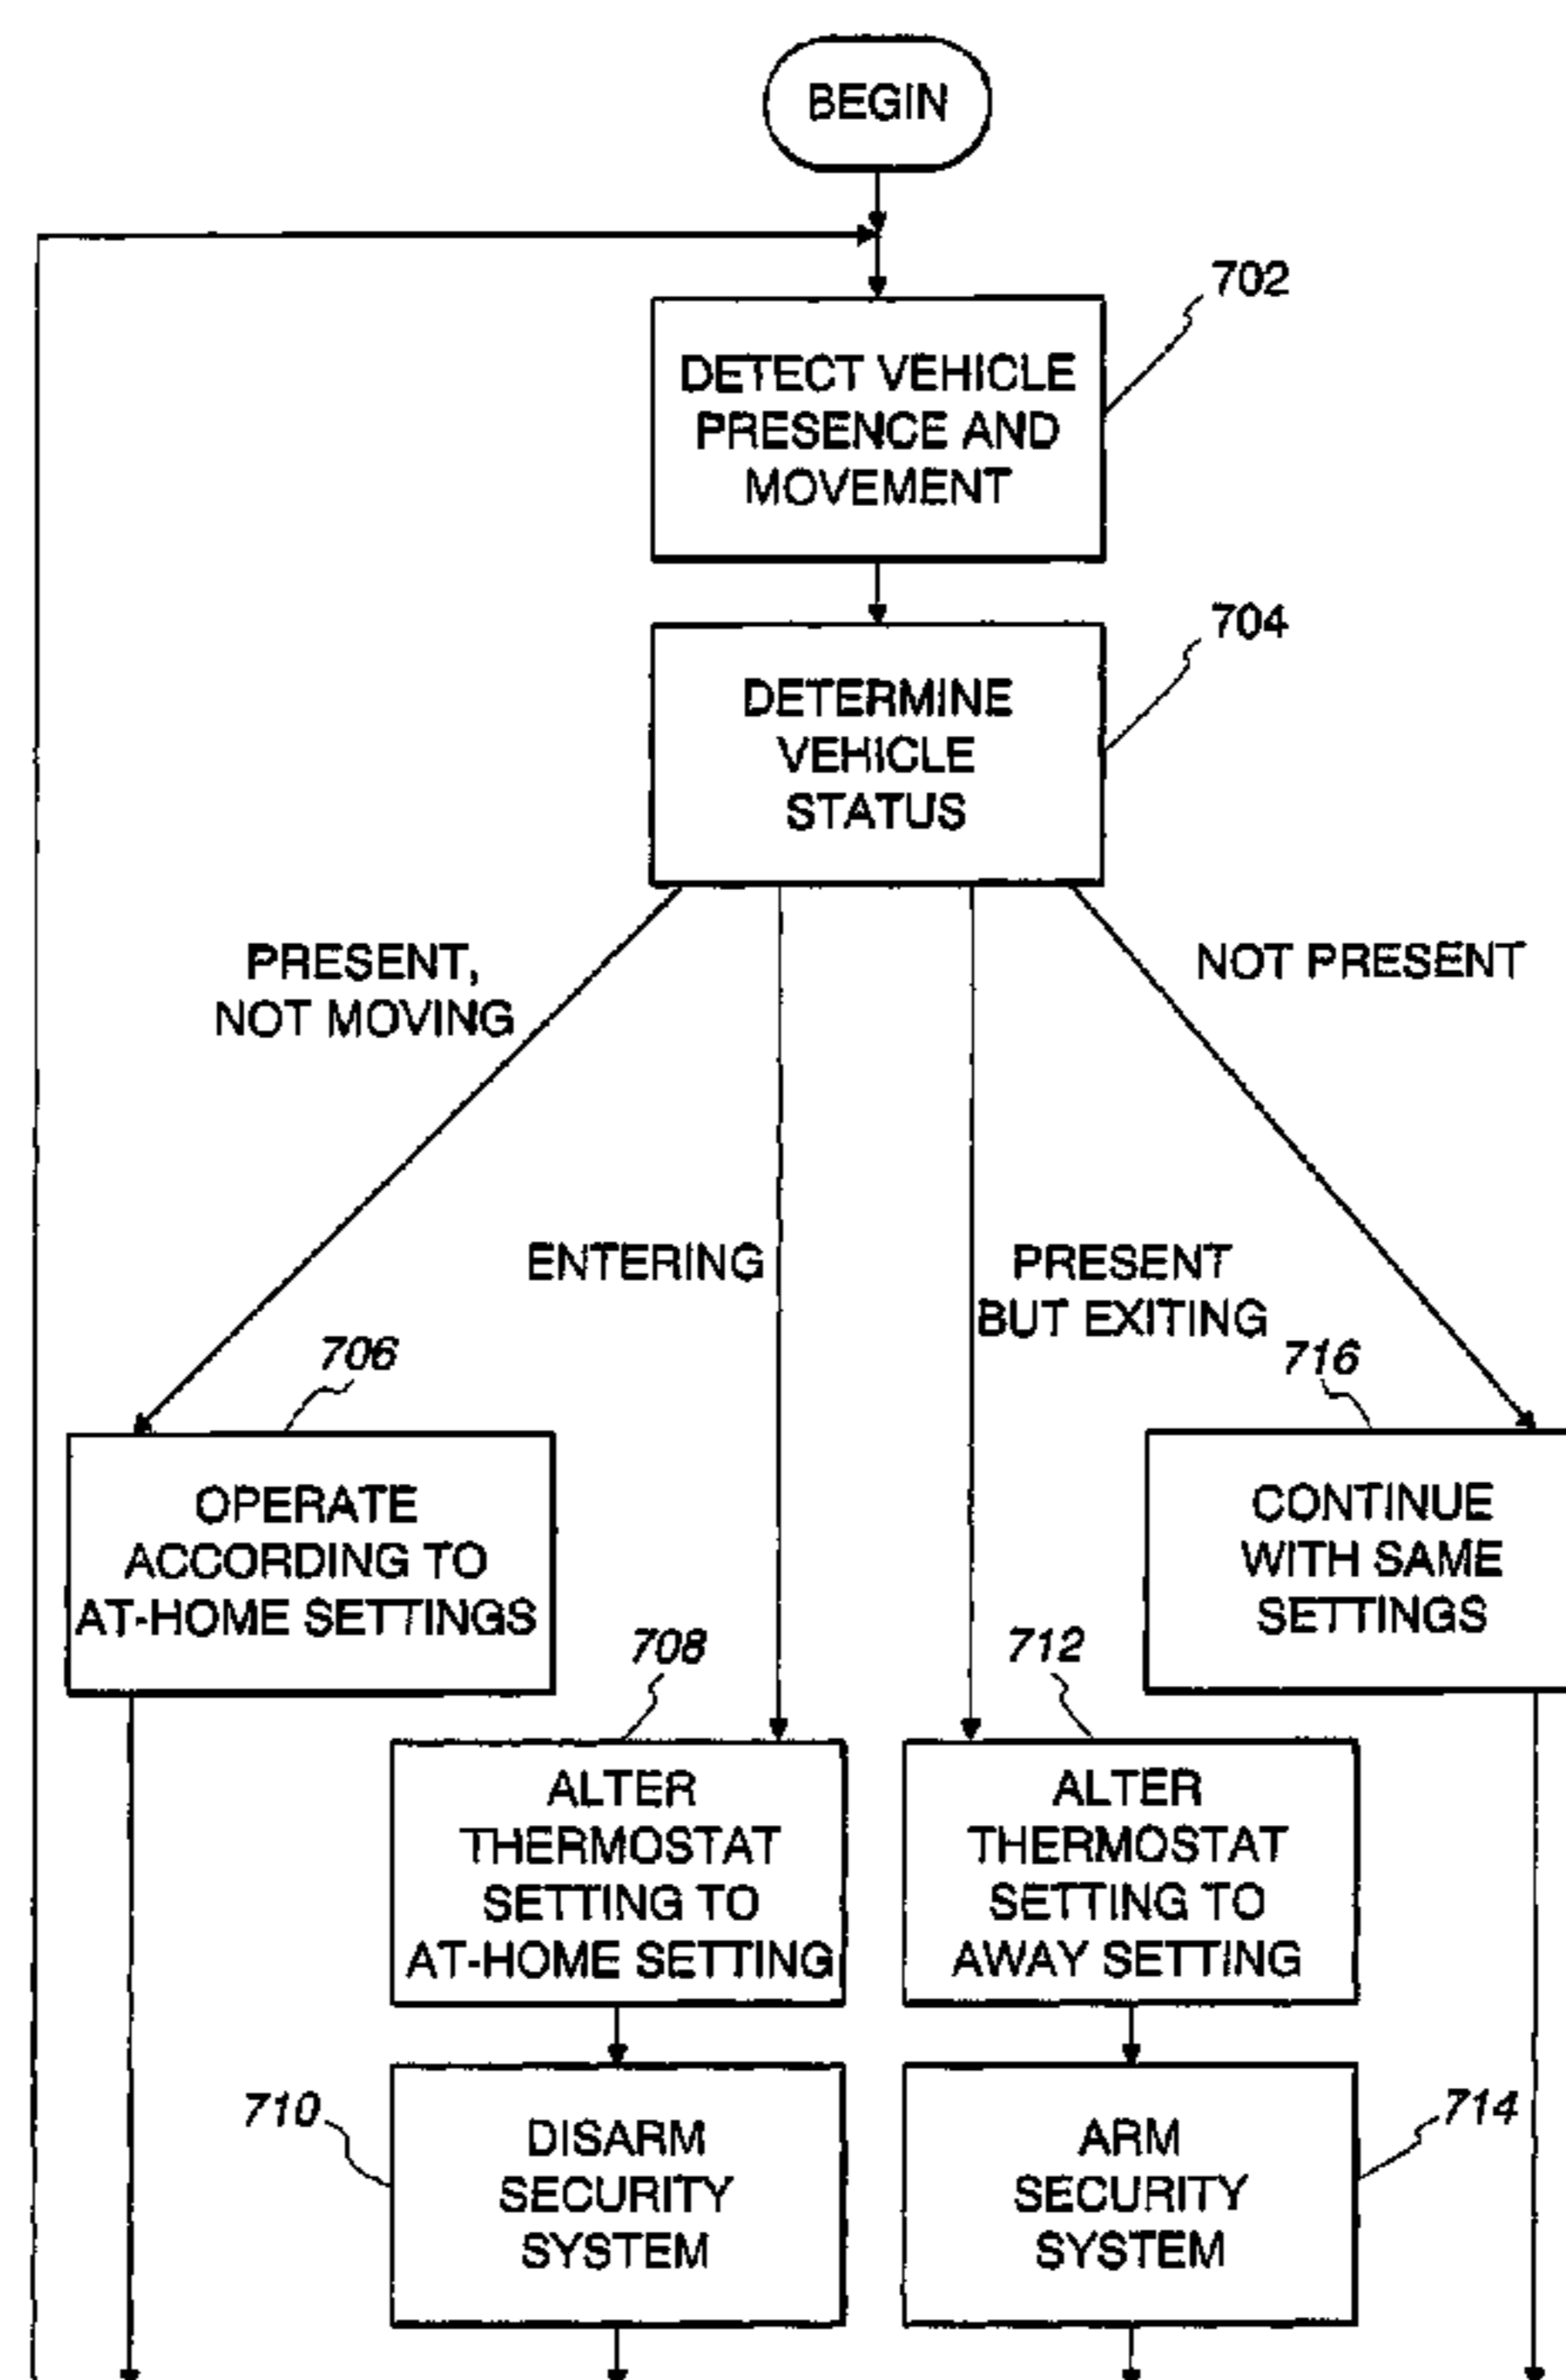 BEGIN
702
DETECT VEHICLE
PRESENCE AND
MOVEMENT
704
DETERMINE
VEHICLE
STATUS
PRESENT,
NOT MOVING
NOT PRESENT
ENTERING
PRESENT
BUT EXITING
706
716
OPERATE
ACCORDING TO
AT-HOME SETTINGS
CONTINUE
WITH SAME
SETTINGS
708
712
ALTER
THERMOSTAT
SETTING TO
AT-HOME SETTING
ALTER
THERMOSTAT
SETTING TO
AWAY SETTING
710
DISARM
SECURITY
SYSTEM
ARM
SECURITY
SYSTEM
714